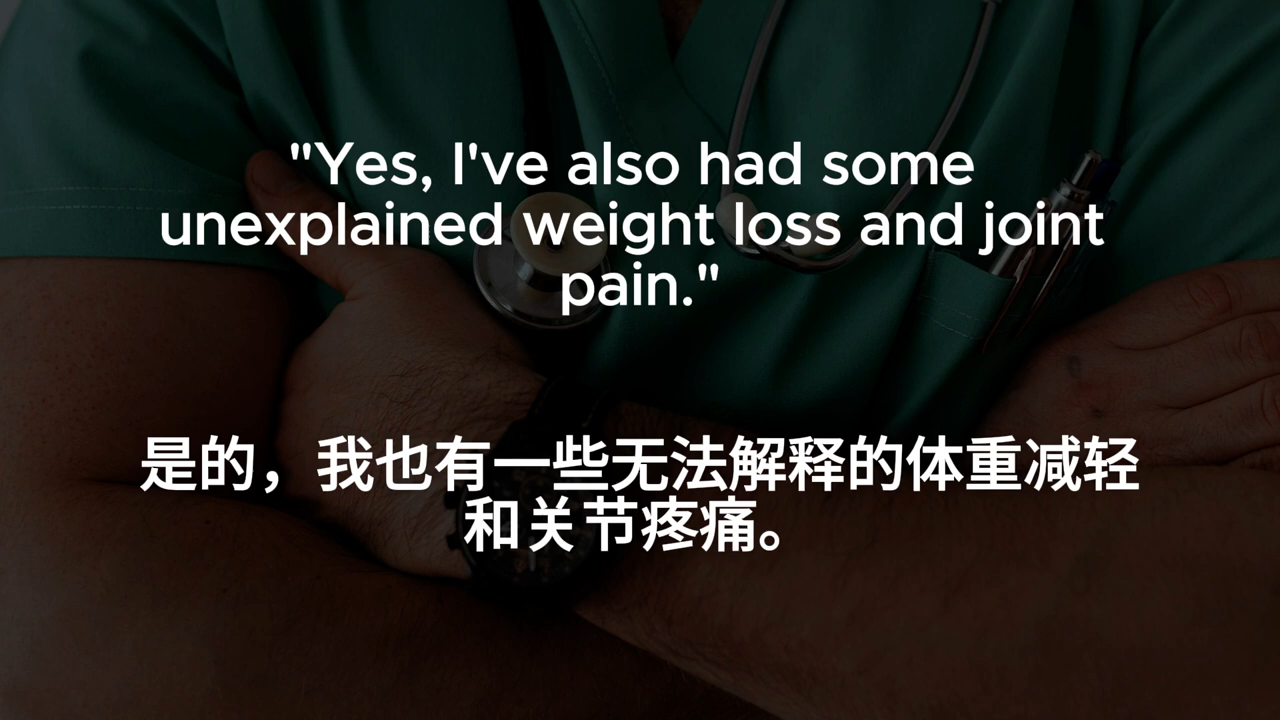 "Yes, I've also had some
unexplained weight loss and joint
pain."
是的，我也有一些无法解释的体重减轻
和关节疼痛。